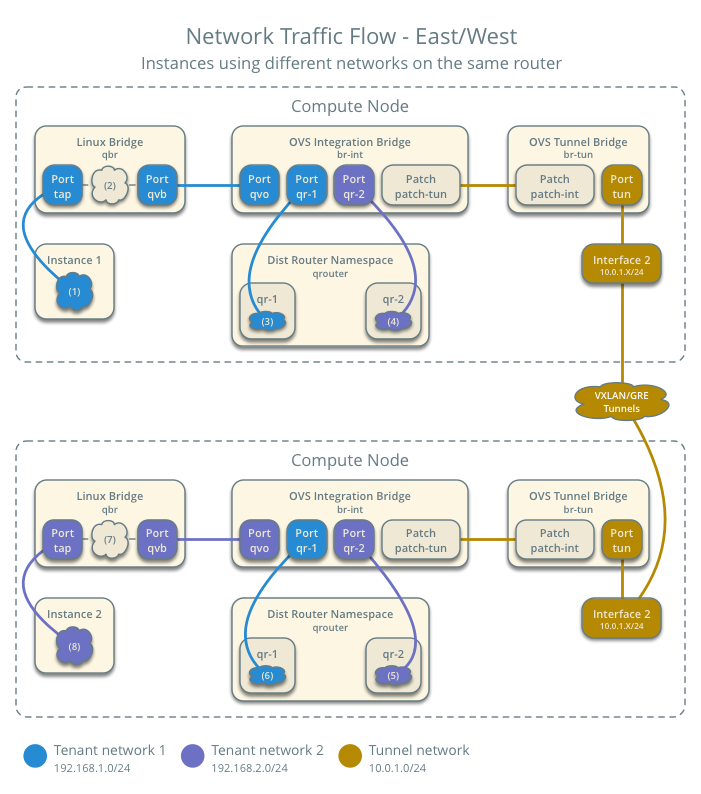 Network Traffic Flow - East/West
Instances using different networks on the same router
Compute Node
Linux Bridge
qbr
Port
tap
(2)
Port
qvb
OVS Integration Bridge
br-int
Port
qvo
Port
qr-1
Port
qr-2
Patch
patch-tun
OVS Tunnel Bridge
br-tun
Patch
patch-int
Port
tun
Instance 1
(1)
Dist Router Namespace
qrouter
qr-1
(3)
qr-2
(4)
Interface 2
10.0.1.X/24
VXLAN/GRE
Tunnels
Compute Node
Linux Bridge
qbr
Port
tap
(7)
Port
qvb
OVS Integration Bridge
br-int
Port
qvo
Port
qr-1
Port
qr-2
Patch
patch-tun
OVS Tunnel Bridge
br-tun
Patch
patch-int
Port
tun
Instance 2
(8)
Dist Router Namespace
qrouter
qr-1
(6)
qr-2
(5)
Interface 2
10.0.1.X/24
Tenant network 1
192.168.1.0/24
Tenant network 2
192.168.2.0/24
Tunnel network
10.0.1.0/24